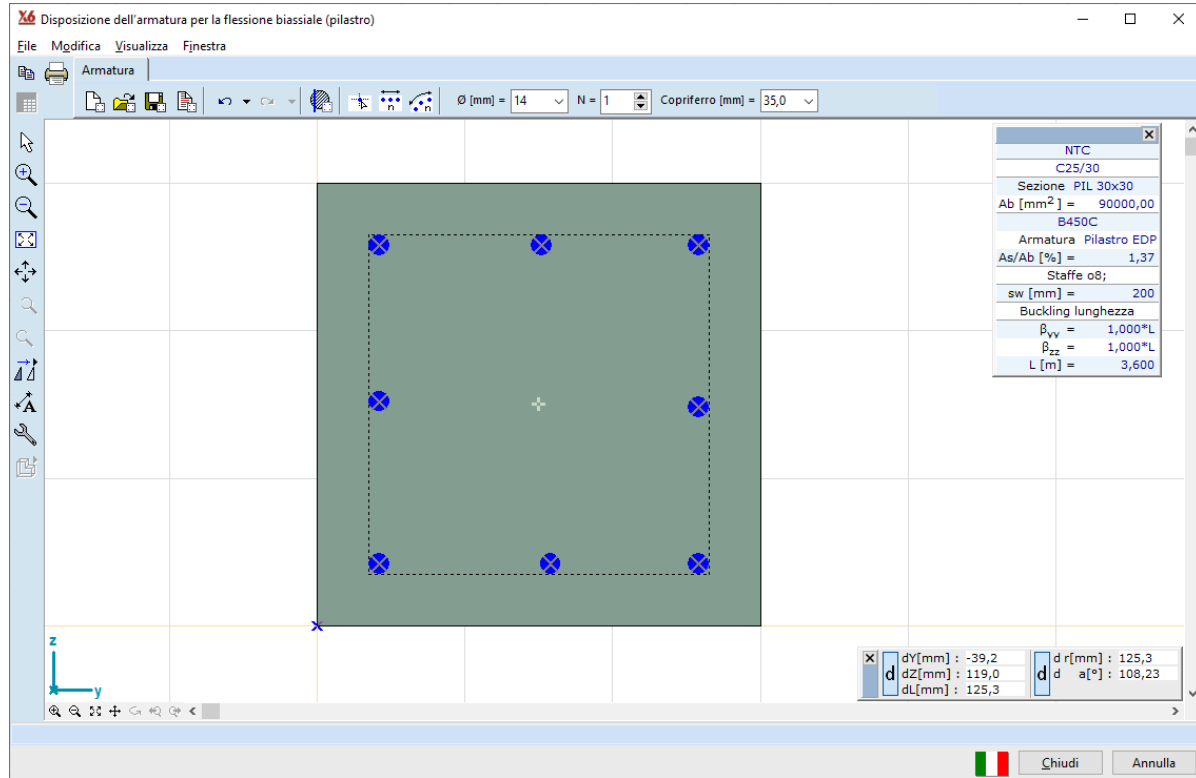 X6 Disposizione dell'armatura per la flessione biassiale (pilastro)
File Modifica Visualizza Finestra
Armatura
Ø [mm] = 14 N = 1 Copriferro [mm] = 35,0
NTC
C25/30
Sezione PIL 30x30
Ab [mm²] = 90000,00
B450C
Armatura Pilastro EDP
As/Ab [%] = 1,37
Staffe o8;
sw [mm] = 200
Buckling lunghezza
βyy = 1,000*L
βzz = 1,000*L
L [m] = 3,600
z
y
d dY[mm] : -39,2 d d r[mm] : 125,3
dZ[mm] : 119,0 d a[°] : 108,23
dL[mm] : 125,3
Chiudi Annulla